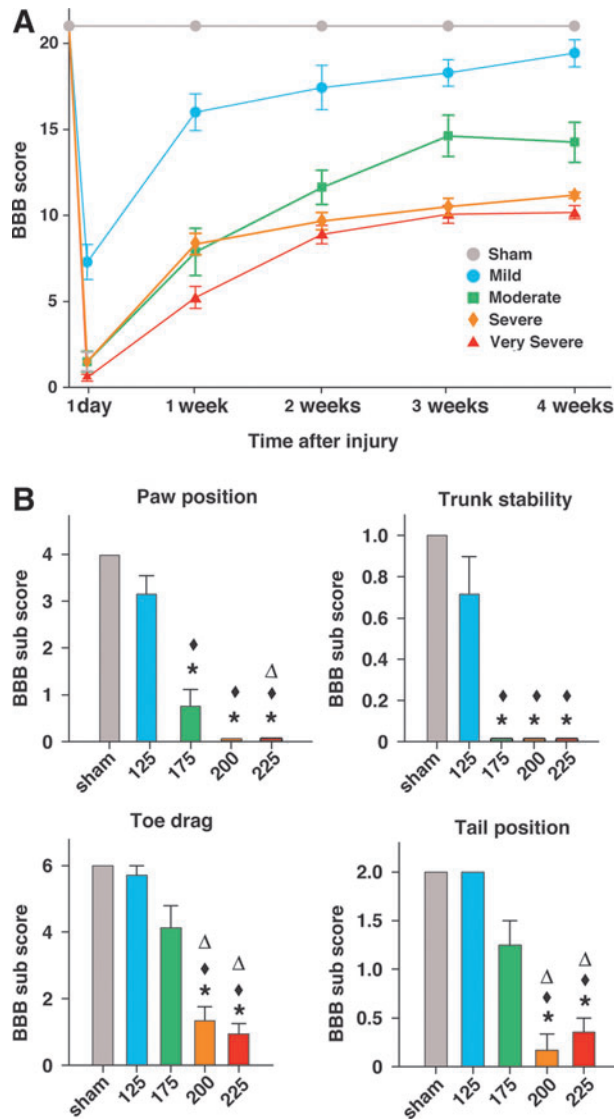 A
BBB score
20
15
10
5
0
Sham
Mild
Moderate
Severe
Very Severe
1day
1 week
2 weeks
3 weeks
4 weeks
Time after injury
B
Paw position
BBB sub score
4
3
2
1
0
Δ
♦ ♦ ♦
* * *
sham 125 175 200 225
Trunk stability
BBB sub score
1.0
0.8
0.6
0.4
0.2
0
♦ ♦ ♦
* * *
sham 125 175 200 225
Toe drag
BBB sub score
6
4
2
0
Δ Δ
♦ ♦
* *
sham 125 175 200 225
Tail position
BBB sub score
2.0
1.5
1.0
0.5
0
Δ Δ
♦ ♦
* *
sham 125 175 200 225